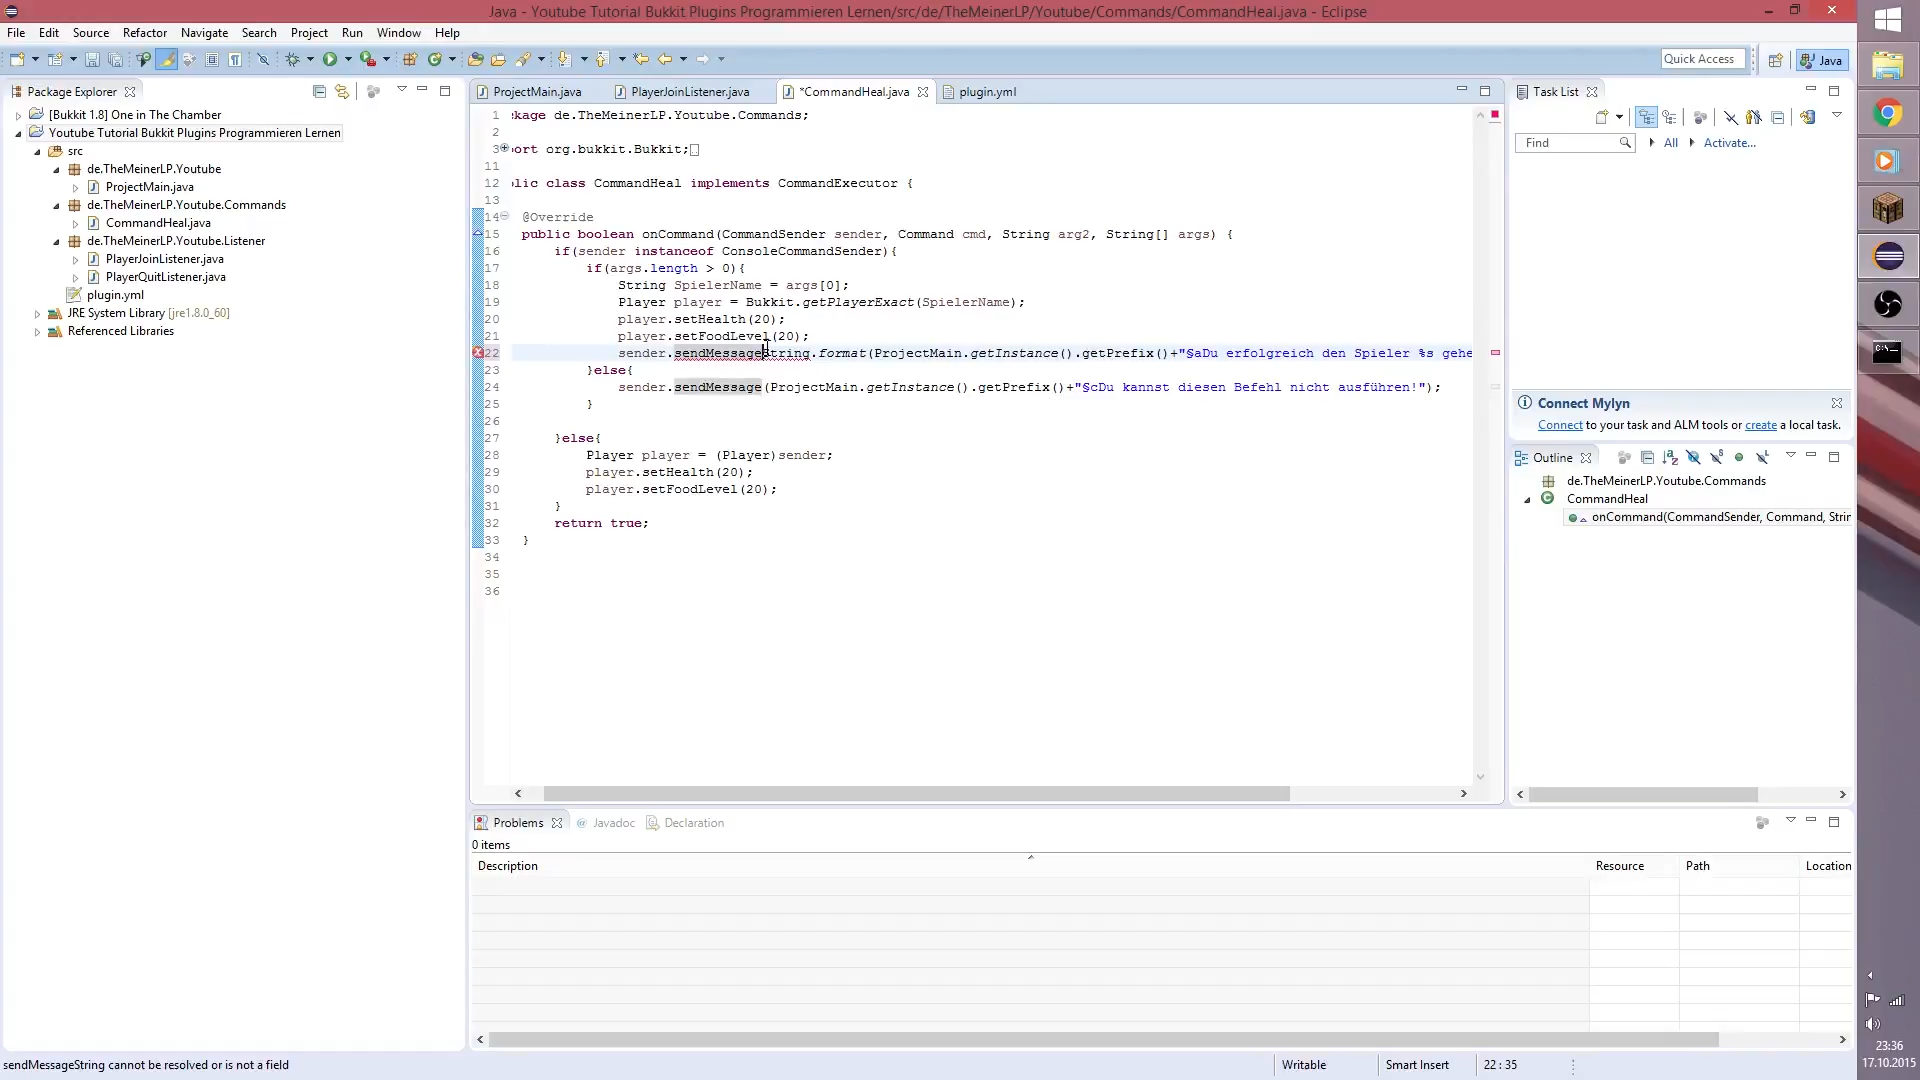 Java - Youtube Tutorial Bukkit Plugins Programmieren Lernen/src/de/TheMeinerLP/Youtube/Commands/CommandHeal.java - Eclipse
File Edit Source Refactor Navigate Search Project Run Window Help
Quick Access
Java
Package Explorer
[Bukkit 1.8] One in The Chamber
Youtube Tutorial Bukkit Plugins Programmieren Lernen
src
de.TheMeinerLP.Youtube
ProjectMain.java
de.TheMeinerLP.Youtube.Commands
CommandHeal.java
de.TheMeinerLP.Youtube.Listener
PlayerJoinListener.java
PlayerQuitListener.java
plugin.yml
JRE System Library [jre1.8.0_60]
Referenced Libraries
ProjectMain.java PlayerJoinListener.java *CommandHeal.java plugin.yml
1 kage de.TheMeinerLP.Youtube.Commands;
2
3 ort org.bukkit.Bukkit;
11
12 lic class CommandHeal implements CommandExecutor {
13
14 @Override
15 public boolean onCommand(CommandSender sender, Command cmd, String arg2, String[] args) {
16 if(sender instanceof ConsoleCommandSender){
17 if(args.length > 0){
18 String SpielerName = args[0];
19 Player player = Bukkit.getPlayerExact(SpielerName);
20 player.setHealth(20);
21 player.setFoodLevel(20);
22 sender.sendMessageString.format(ProjectMain.getInstance().getPrefix()+"§aDu erfolgreich den Spieler %s gehe
23 }else{
24 sender.sendMessage(ProjectMain.getInstance().getPrefix()+"§cDu kannst diesen Befehl nicht ausführen!");
25 }
26
27 }else{
28 Player player = (Player)sender;
29 player.setHealth(20);
30 player.setFoodLevel(20);
31 }
32 return true;
33 }
34
35
36
Task List
Find All Activate...
Connect Mylyn
Connect to your task and ALM tools or create a local task.
Outline
de.TheMeinerLP.Youtube.Commands
CommandHeal
onCommand(CommandSender, Command, Strin
Problems Javadoc Declaration
0 items
Description Resource Path Location
sendMessageString cannot be resolved or is not a field
Writable Smart Insert 22 : 35
23:36
17.10.2015